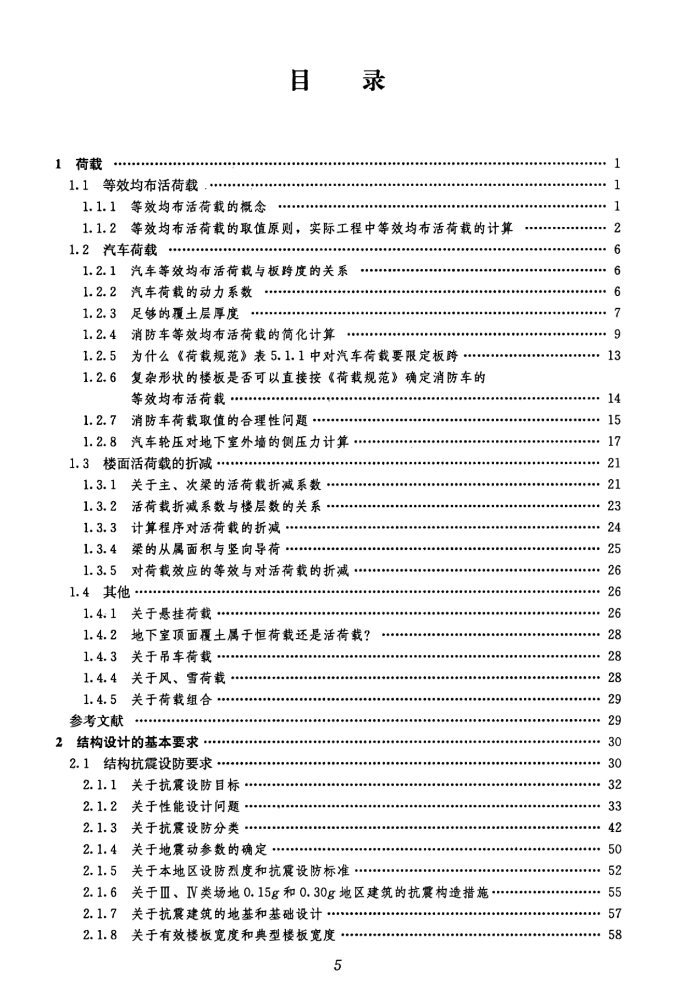 目 录
1 荷载 …… 1
1.1 等效均布活荷载 …… 1
1.1.1 等效均布活荷载的概念 …… 1
1.1.2 等效均布活荷载的取值原则，实际工程中等效均布活荷载的计算 …… 2
1.2 汽车荷载 …… 6
1.2.1 汽车等效均布活荷载与板跨度的关系 …… 6
1.2.2 汽车荷载的动力系数 …… 6
1.2.3 足够的覆土层厚度 …… 7
1.2.4 消防车等效均布活荷载的简化计算 …… 9
1.2.5 为什么《荷载规范》表 5.1.1 中对汽车荷载要限定板跨 …… 13
1.2.6 复杂形状的楼板是否可以直接按《荷载规范》确定消防车的
等效均布活荷载 …… 14
1.2.7 消防车荷载取值的合理性问题 …… 15
1.2.8 汽车轮压对地下室外墙的侧压力计算 …… 17
1.3 楼面活荷载的折减 …… 21
1.3.1 关于主、次梁的活荷载折减系数 …… 21
1.3.2 活荷载折减系数与楼层数的关系 …… 23
1.3.3 计算程序对活荷载的折减 …… 24
1.3.4 梁的从属面积与竖向导荷 …… 25
1.3.5 对荷载效应的等效与对活荷载的折减 …… 26
1.4 其他 …… 26
1.4.1 关于悬挂荷载 …… 26
1.4.2 地下室顶面覆土属于恒荷载还是活荷载？ …… 28
1.4.3 关于吊车荷载 …… 28
1.4.4 关于风、雪荷载 …… 28
1.4.5 关于荷载组合 …… 29
参考文献 …… 29
2 结构设计的基本要求 …… 30
2.1 结构抗震设防要求 …… 30
2.1.1 关于抗震设防目标 …… 32
2.1.2 关于性能设计问题 …… 33
2.1.3 关于抗震设防分类 …… 42
2.1.4 关于地震动参数的确定 …… 50
2.1.5 关于本地区设防烈度和抗震设防标准 …… 52
2.1.6 关于Ⅲ、Ⅳ类场地 0.15g 和 0.30g 地区建筑的抗震构造措施 …… 55
2.1.7 关于抗震建筑的地基和基础设计 …… 57
2.1.8 关于有效楼板宽度和典型楼板宽度 …… 58
5